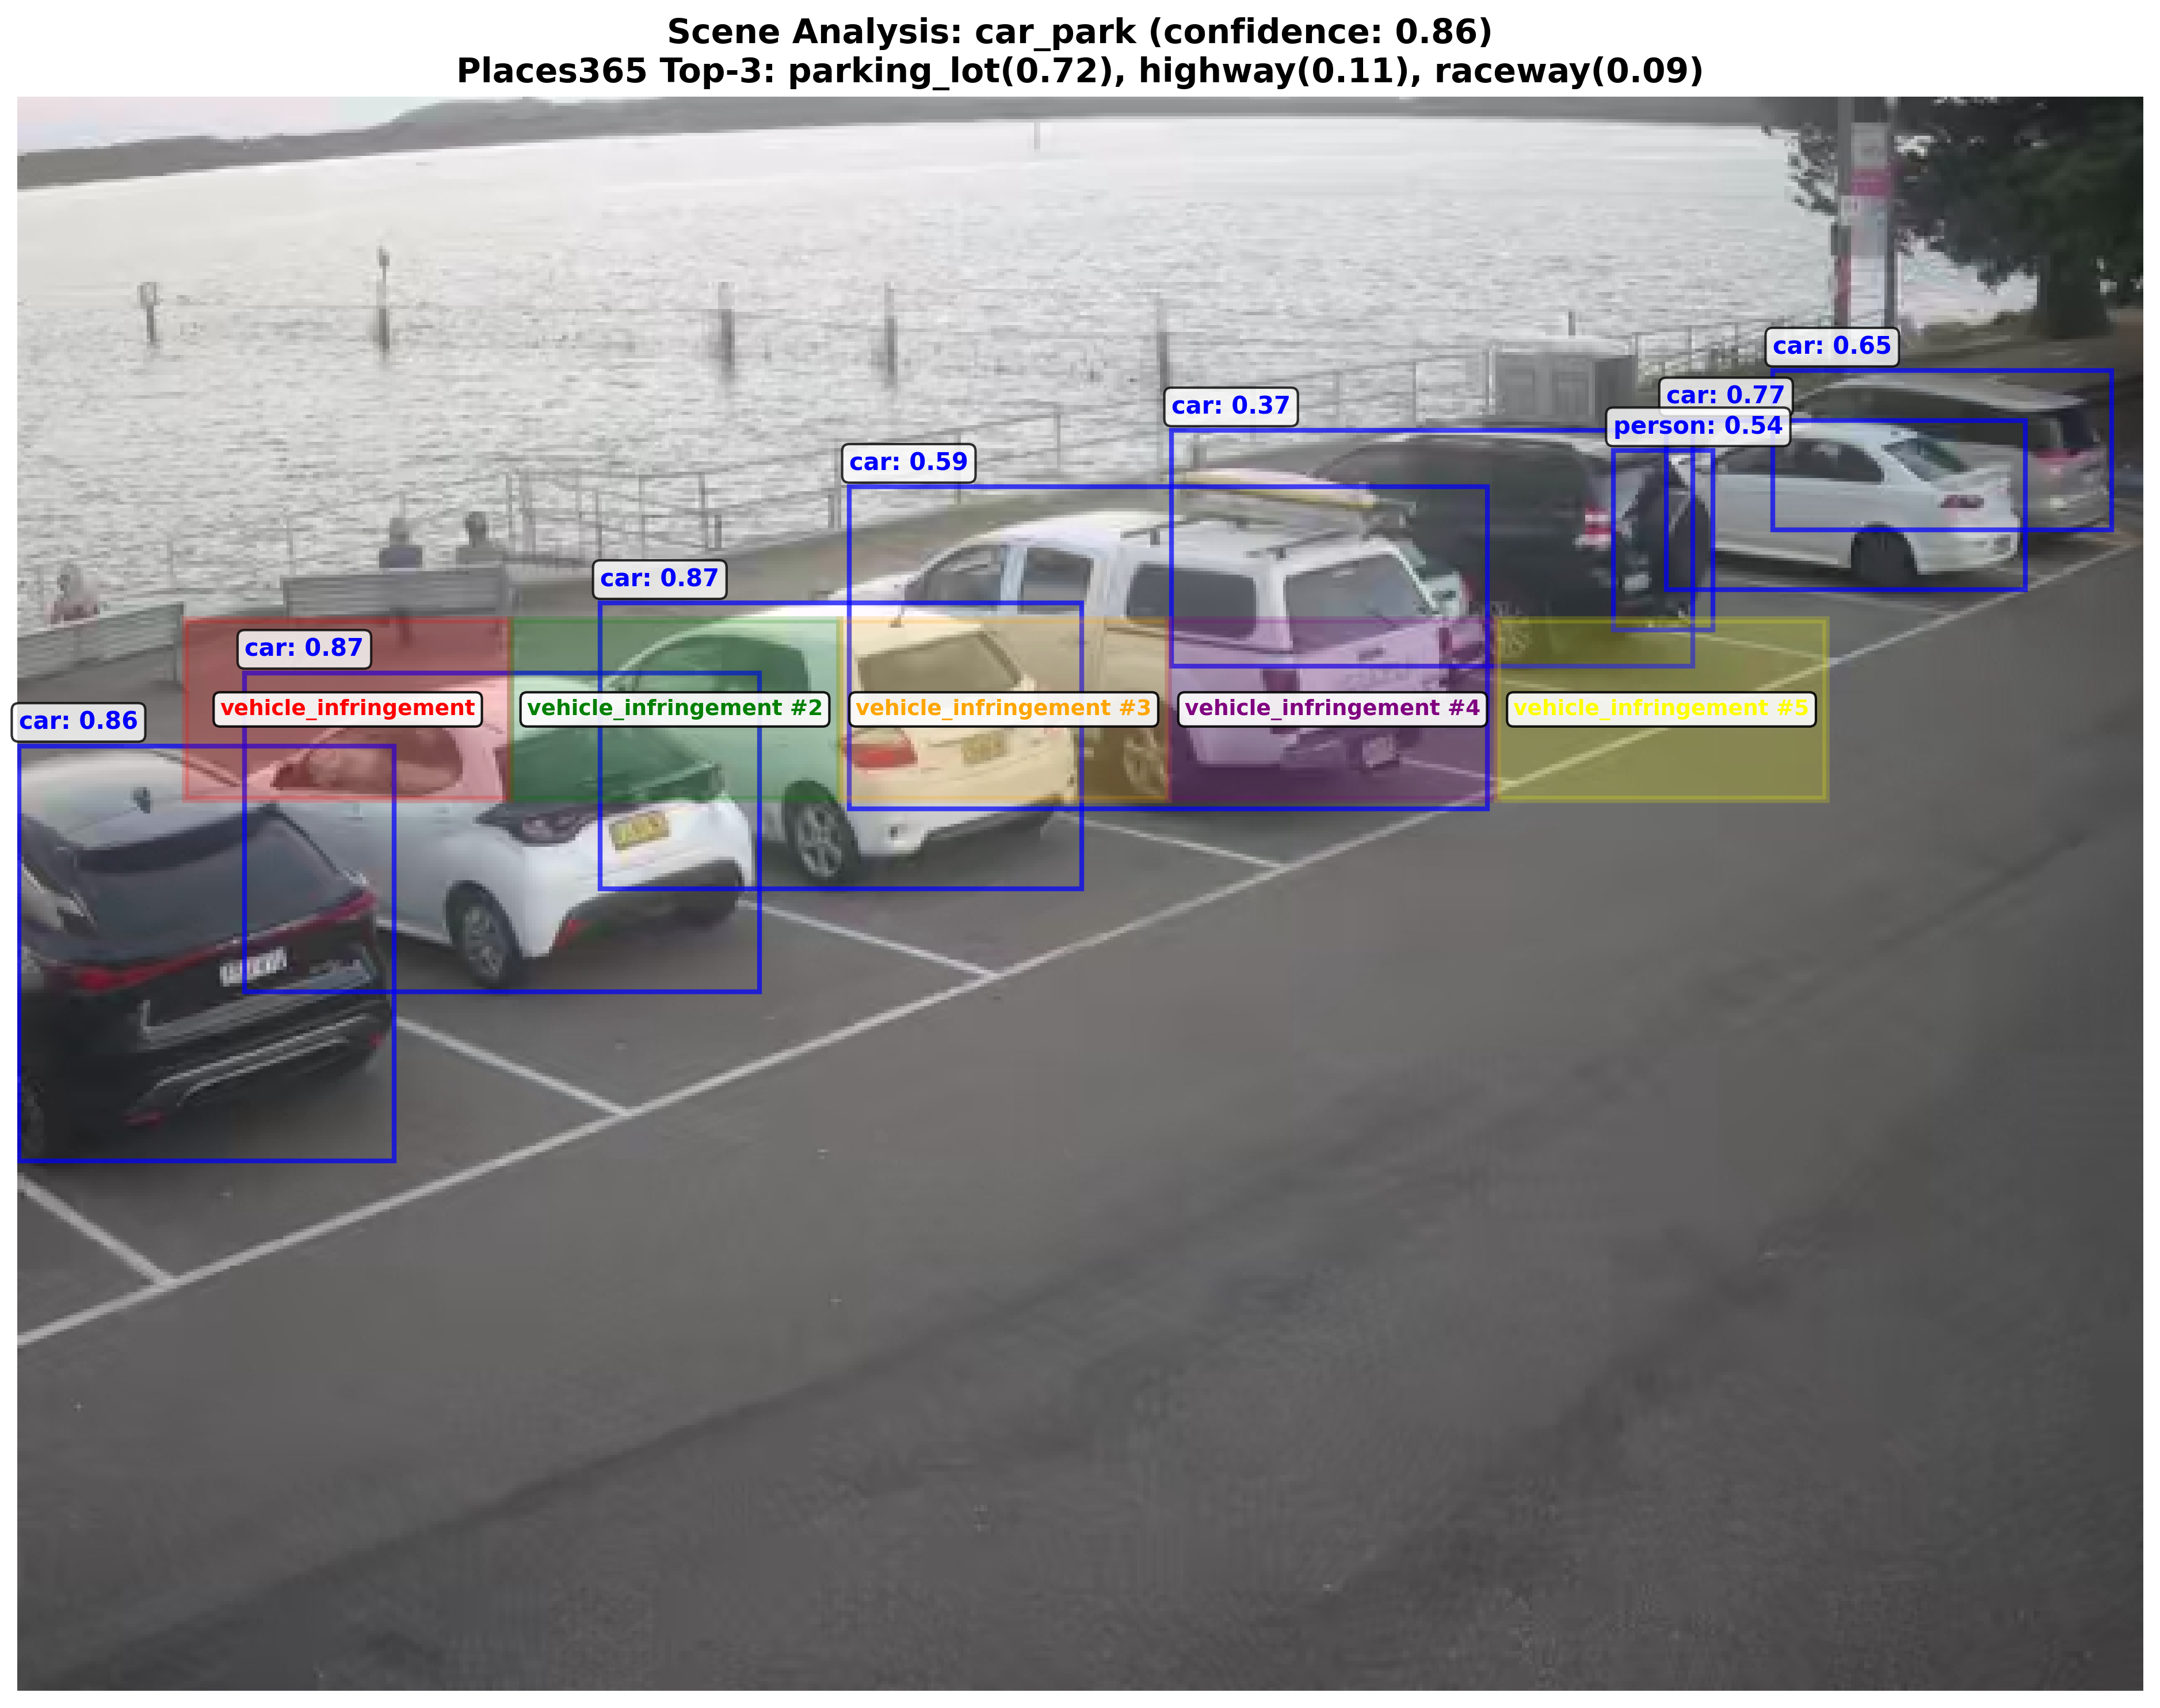 Scene Analysis: car_park (confidence: 0.86)
Places365 Top-3: parking_lot(0.72), highway(0.11), raceway(0.09)
car: 0.65
car: 0.77
person: 0.54
car: 0.37
car: 0.59
car: 0.87
car: 0.87
vehicle_infringement
vehicle_infringement #2
vehicle_infringement #3
vehicle_infringement #4
vehicle_infringement #5
car: 0.86